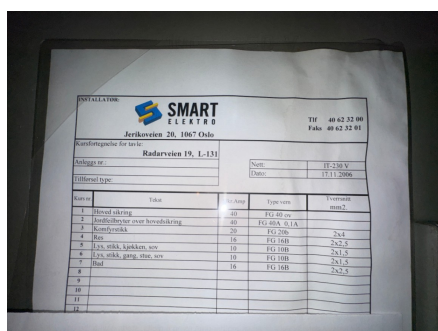 INSTALLATØR:
SMART
ELEKTRO
Jerikoveien 20, 1067 Oslo
Tlf 40 62 32 00
Faks 40 62 32 01
Kursfortegnelse for tavle:
Radarveien 19, L-131
Anleggs nr.:
Nett: IT-230 V
Dato: 17.11.2006
Tilførsel type:
Kurs nr. Tekst Type vern Tverrsnitt mm2.
1 Hoved sikring 40 FG 40 ov
2 Jordfeilbryter over hovedsikring 40 FG 40A 0,1A
3 Komfyrstikk 20 FG 20b 2x4
4 Res 16 FG 16B 2x2,5
5 Lys, stikk, kjøkken, sov 10 FG 10B 2x1,5
6 Lys, stikk, gang, stue, sov 10 FG 10B 2x1,5
7 Bad 16 FG 16B 2x2,5
8
9
10
11
12